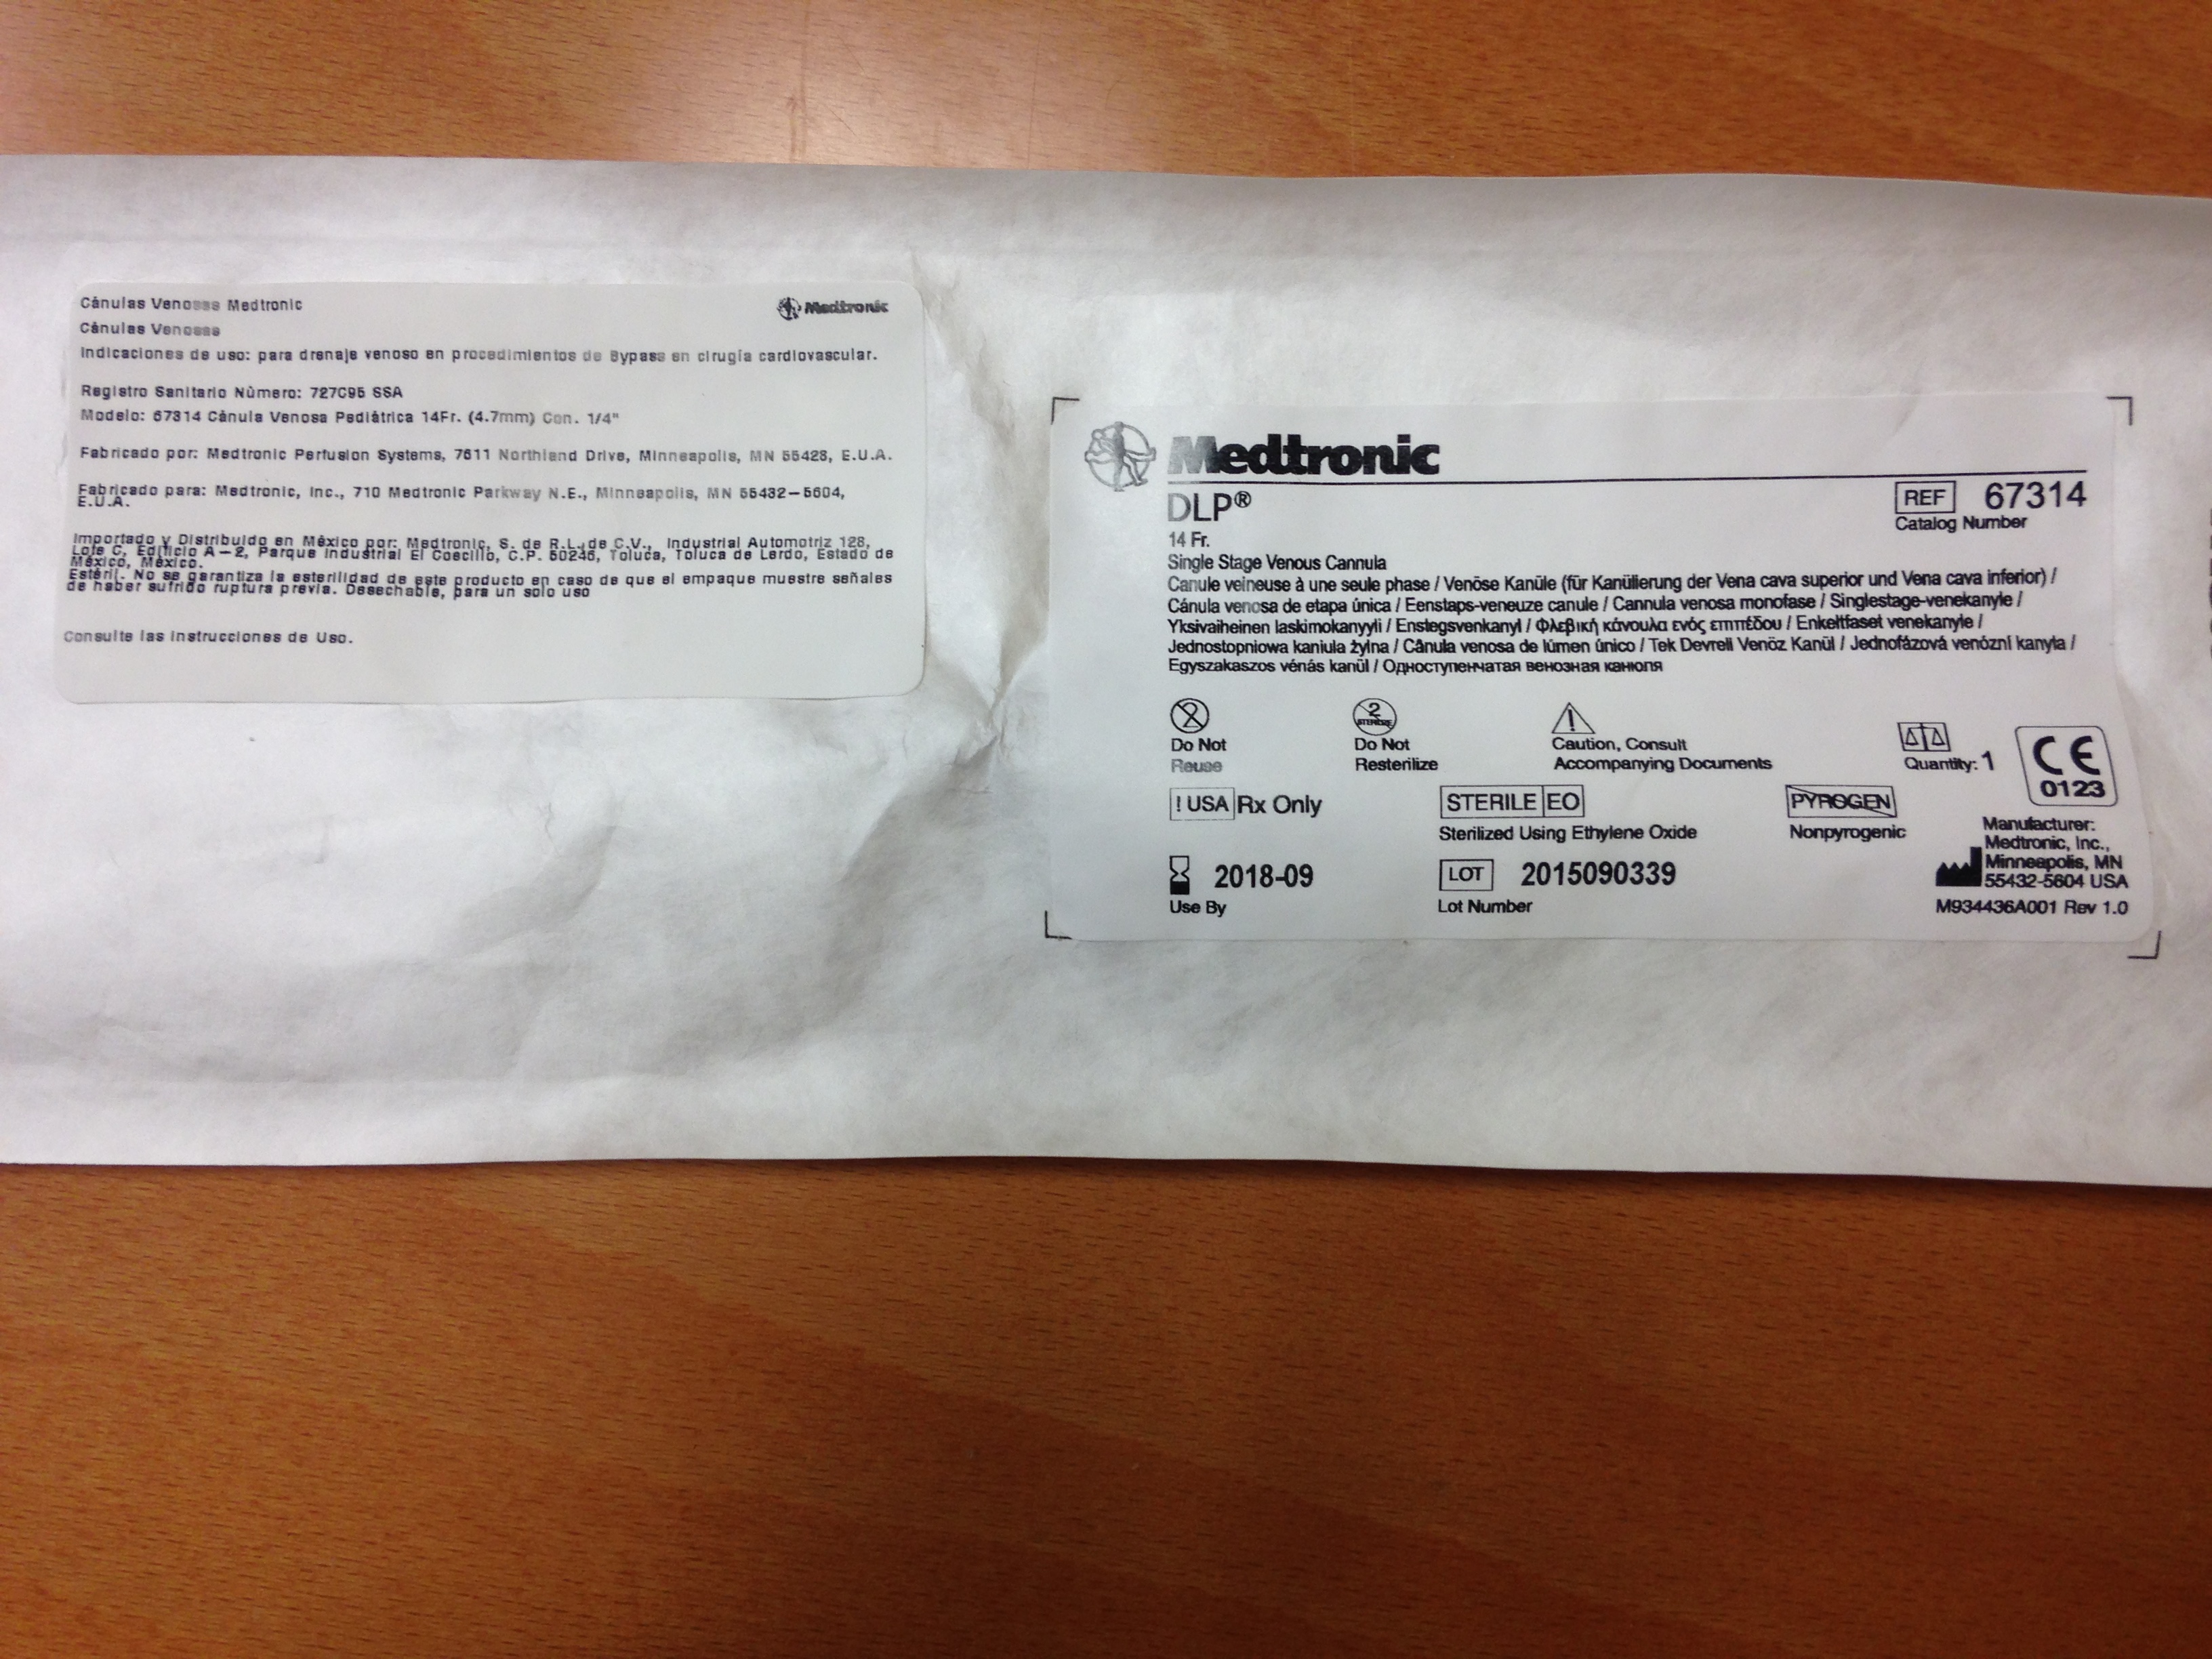 Cánulas Venosas Medtronic
Medtronic
Cánulas Venosas
Indicaciones de uso: para drenaje venoso en procedimientos de Bypass en cirugía cardiovascular.
Registro Sanitario Número: 727C95 SSA
Modelo: 67314 Cánula Venosa Pediátrica 14Fr. (4.7mm) Con. 1/4"
Fabricado por: Medtronic Perfusion Systems, 7611 Northland Drive, Minneapolis, MN 55428, E.U.A.
Fabricado para: Medtronic, Inc., 710 Medtronic Parkway N.E., Minneapolis, MN 55432-5604,
E.U.A.
Importado y Distribuido en México por: Medtronic, S. de R.L. de C.V., Industrial Automotriz 128,
Lote C, Edificio A-2, Parque Industrial El Coecillo, C.P. 50246, Toluca, Toluca de Lerdo, Estado de
México, México.
Estéril. No se garantiza la esterilidad de este producto en caso de que el empaque muestre señales
de haber sufrido ruptura previa. Desechable, para un solo uso
Consulte las Instrucciones de Uso.
Medtronic
DLP®
REF 67314
Catalog Number
14 Fr.
Single Stage Venous Cannula
Canule veineuse à une seule phase / Venöse Kanüle (für Kanülierung der Vena cava superior und Vena cava inferior) /
Cánula venosa de etapa única / Eenstaps-veneuze canule / Cannula venosa monofase / Singlestage-venekanyle /
Yksivaiheinen laskimokanyyli / Enstegsvenkanyl / Φλεβική κάνουλα ενός επιπέδου / Enkeltfaset venekanyle /
Jednostopniowa kaniula żylna / Cânula venosa de lúmen único / Tek Devreli Venöz Kanül / Jednofázová venózní kanyla /
Egyszakaszos vénás kanül / Одноступенчатая венозная канюля
2
2 STERILIZE
Do Not
Reuse
Do Not
Resterilize
Caution, Consult
Accompanying Documents
Quantity: 1
CE
0123
! USA Rx Only
STERILE EO
Sterilized Using Ethylene Oxide
PYROGEN
Nonpyrogenic
Manufacturer:
Medtronic, Inc.,
Minneapolis, MN
55432-5604 USA
2018-09
Use By
LOT 2015090339
Lot Number
M934436A001 Rev 1.0